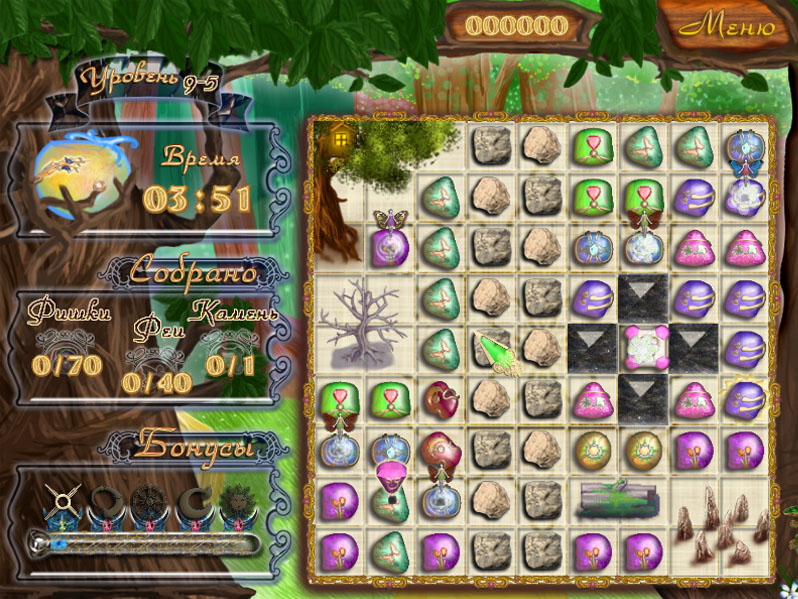 000000
Меню
Уровень 9-5
Время
03:51
Собрано
Фишки
Феи
Камень
0/70
0/40
0/1
Бонусы